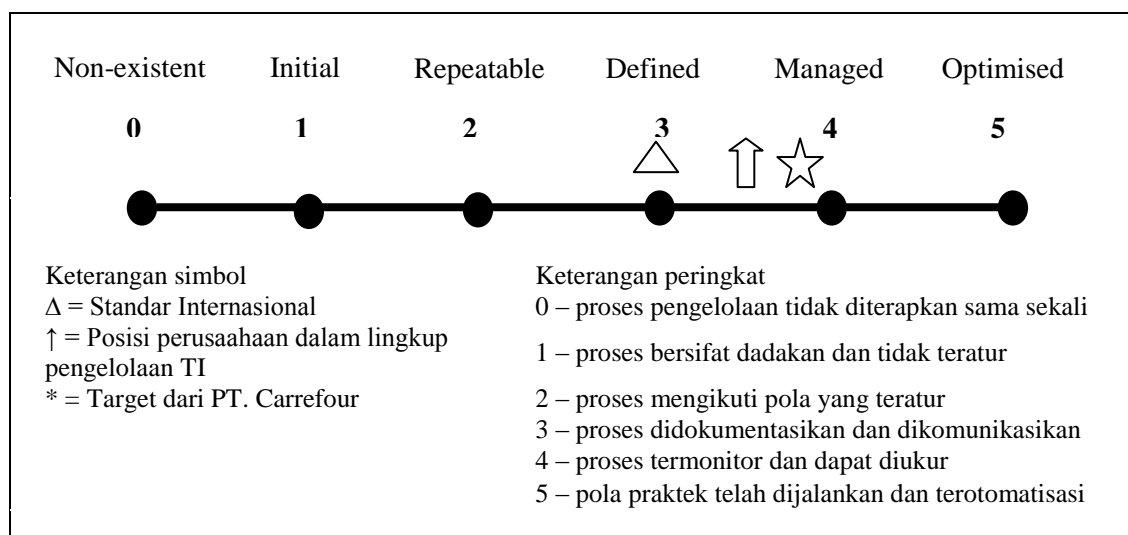 Non-existent Initial Repeatable Defined Managed Optimised
0 1 2 3 4 5
Keterangan simbol
Δ = Standar Internasional
↑ = Posisi perusaahaan dalam lingkup
pengelolaan TI
* = Target dari PT. Carrefour
Keterangan peringkat
0 – proses pengelolaan tidak diterapkan sama sekali
1 – proses bersifat dadakan dan tidak teratur
2 – proses mengikuti pola yang teratur
3 – proses didokumentasikan dan dikomunikasikan
4 – proses termonitor dan dapat diukur
5 – pola praktek telah dijalankan dan terotomatisasi